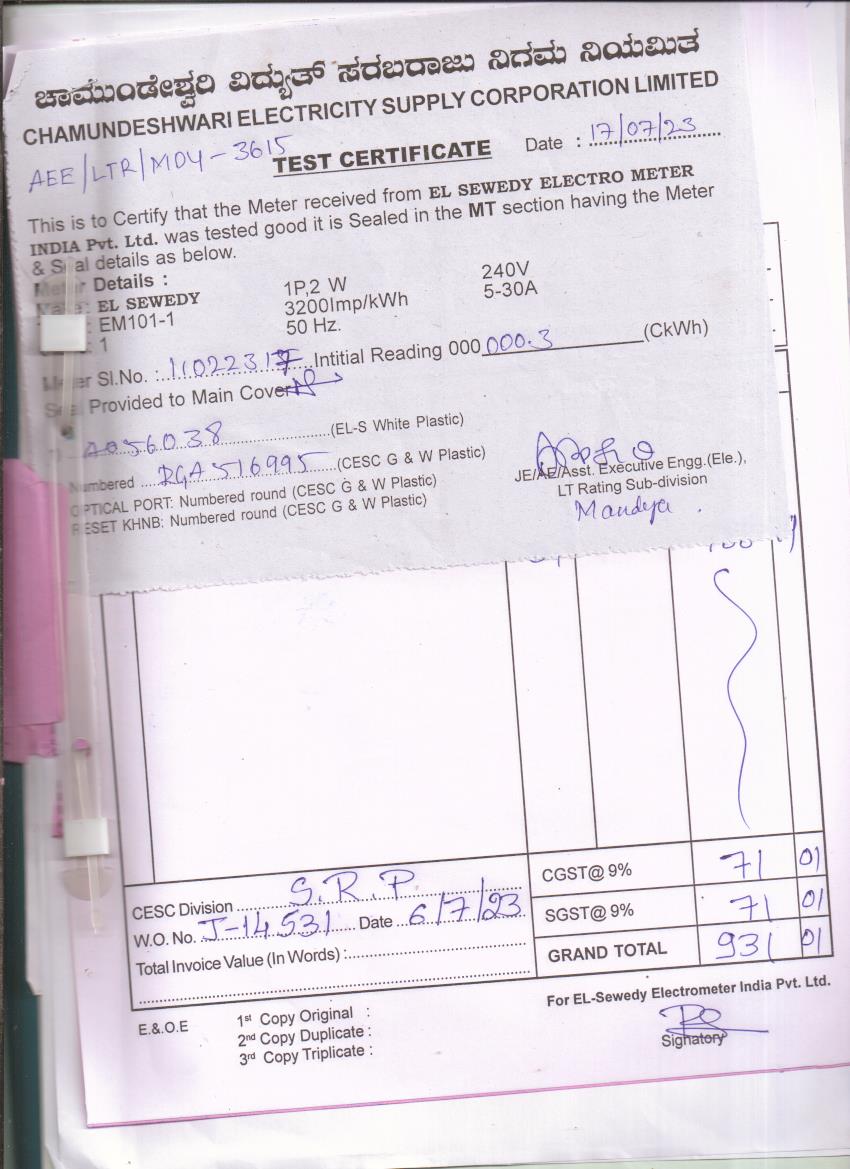 ಚಾಮುಂಡೇಶ್ವರಿ ವಿದ್ಯುತ್ ಸರಬರಾಜು ನಿಗಮ ನಿಯಮಿತ
CHAMUNDESHWARI ELECTRICITY SUPPLY CORPORATION LIMITED
AEE/LTR/MDY-3615
TEST CERTIFICATE Date : 17/07/23
This is to Certify that the Meter received from EL SEWEDY ELECTRO METER
INDIA Pvt. Ltd. was tested good it is Sealed in the MT section having the Meter
& Seal details as below.
Details :
EL SEWEDY 1P,2 W 240V
: EM101-1 3200Imp/kWh 5-30A
: 1 50 Hz.
Meter Sl.No. : 11022317 Intitial Reading 000 000.3 (CkWh)
Seal Provided to Main Cover
A056038 (EL-S White Plastic)
Numbered RGA516995 (CESC G & W Plastic)
OPTICAL PORT: Numbered round (CESC G & W Plastic)
RESET KHNB: Numbered round (CESC G & W Plastic)
JE/AE/Asst. Executive Engg.(Ele.),
LT Rating Sub-division
Mandya
CGST@ 9% 71 01
SGST@ 9% 71 01
GRAND TOTAL 931 01
CESC Division S.R.P
W.O. No. J-14531 Date 6/7/23
Total Invoice Value (In Words) :
For EL-Sewedy Electrometer India Pvt. Ltd.
Signatory
E.&.O.E 1st Copy Original :
2nd Copy Duplicate :
3rd Copy Triplicate :